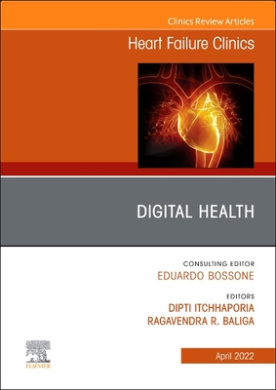 Clinics Review Articles
Heart Failure Clinics
DIGITAL HEALTH
CONSULTING EDITOR
EDUARDO BOSSONE
EDITORS
DIPTI ITCHHAPORIA
RAGAVENDRA R. BALIGA
ELSEVIER
April 2022